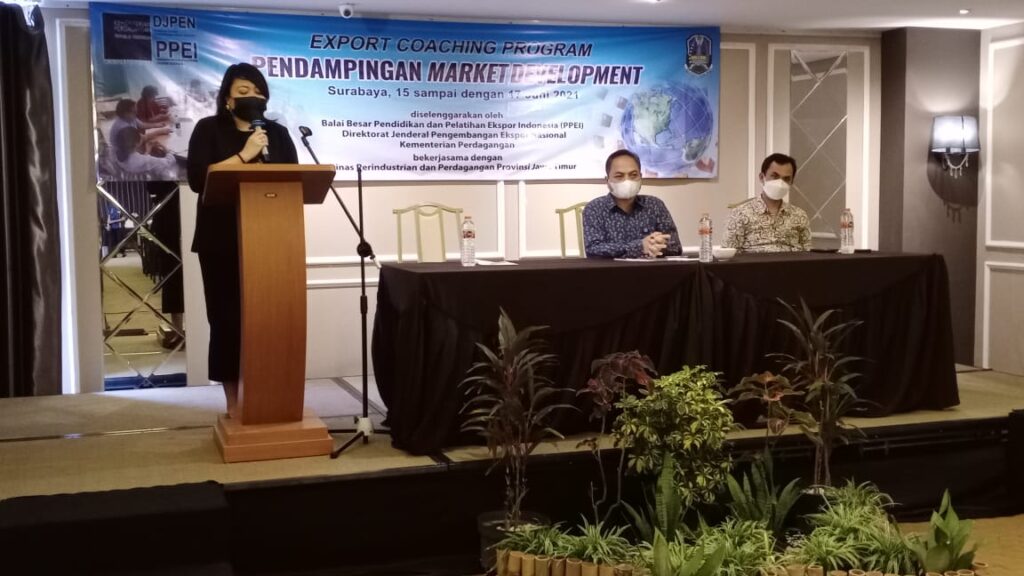 KEMENTERIAN
PERDAGANGAN
DJPEN
PPEI
EXPORT COACHING PROGRAM
PENDAMPINGAN MARKET DEVELOPMENT
Surabaya, 15 sampai dengan 17 Juni 2021
diselenggarakan oleh
Balai Besar Pendidikan dan Pelatihan Ekspor Indonesia (PPEI)
Direktorat Jenderal Pengembangan Ekspor Nasional
Kementerian Perdagangan
bekerjasama dengan
Dinas Perindustrian dan Perdagangan Provinsi Jawa Timur